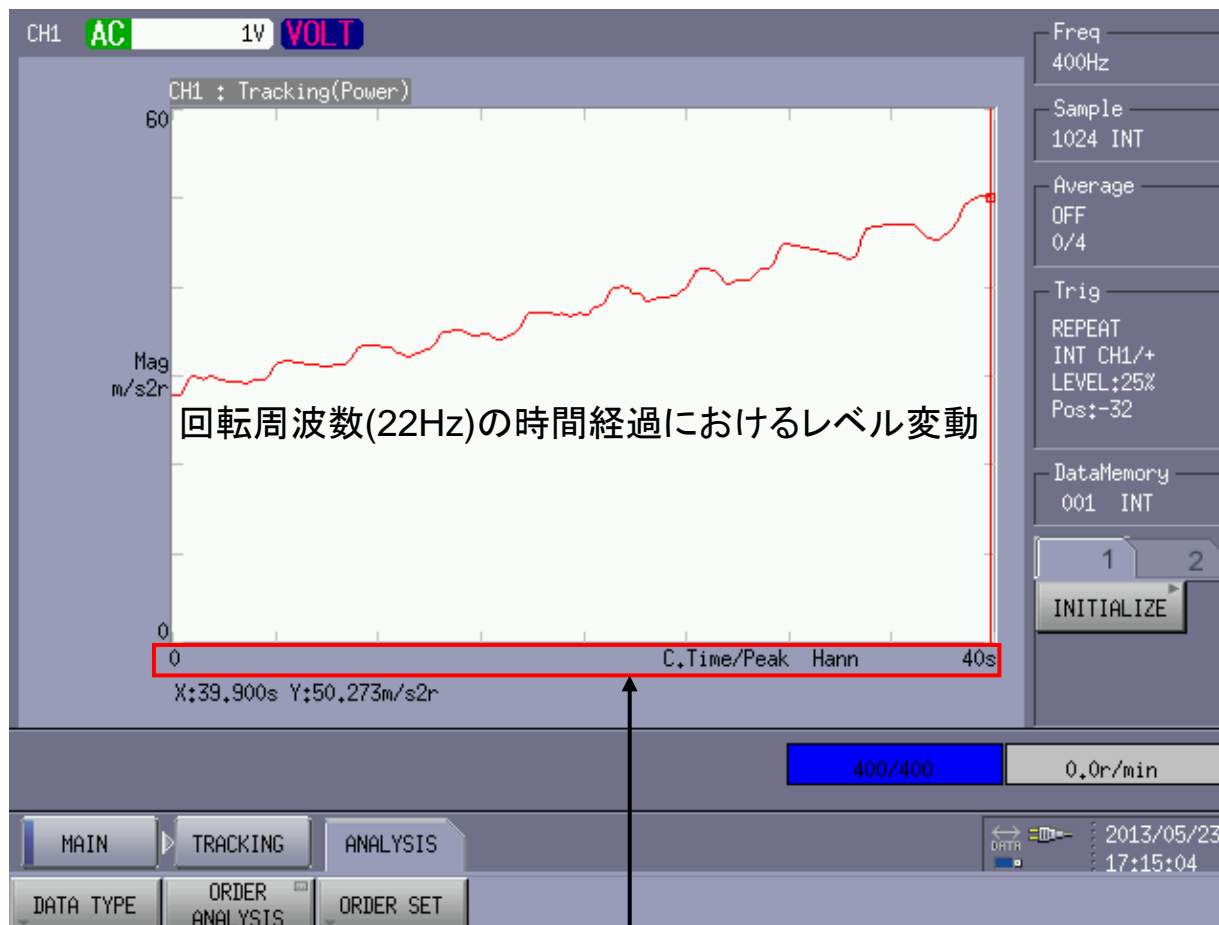 CH1 AC 1V VOLT
CH1 : Tracking(Power)
60
Mag
m/s2r
回転周波数(22Hz)の時間経過におけるレベル変動
0
0 C.Time/Peak Hann 40s
X:39.900s Y:50.273m/s2r
Freq
400Hz
Sample
1024 INT
Average
OFF
0/4
Trig
REPEAT
INT CH1/+
LEVEL:25%
Pos:-32
DataMemory
001 INT
1 2
INITIALIZE
400/400 0.0r/min
MAIN TRACKING ANALYSIS
DATA
2013/05/23
17:15:04
DATA TYPE
ORDER
ANALYSIS
ORDER SET